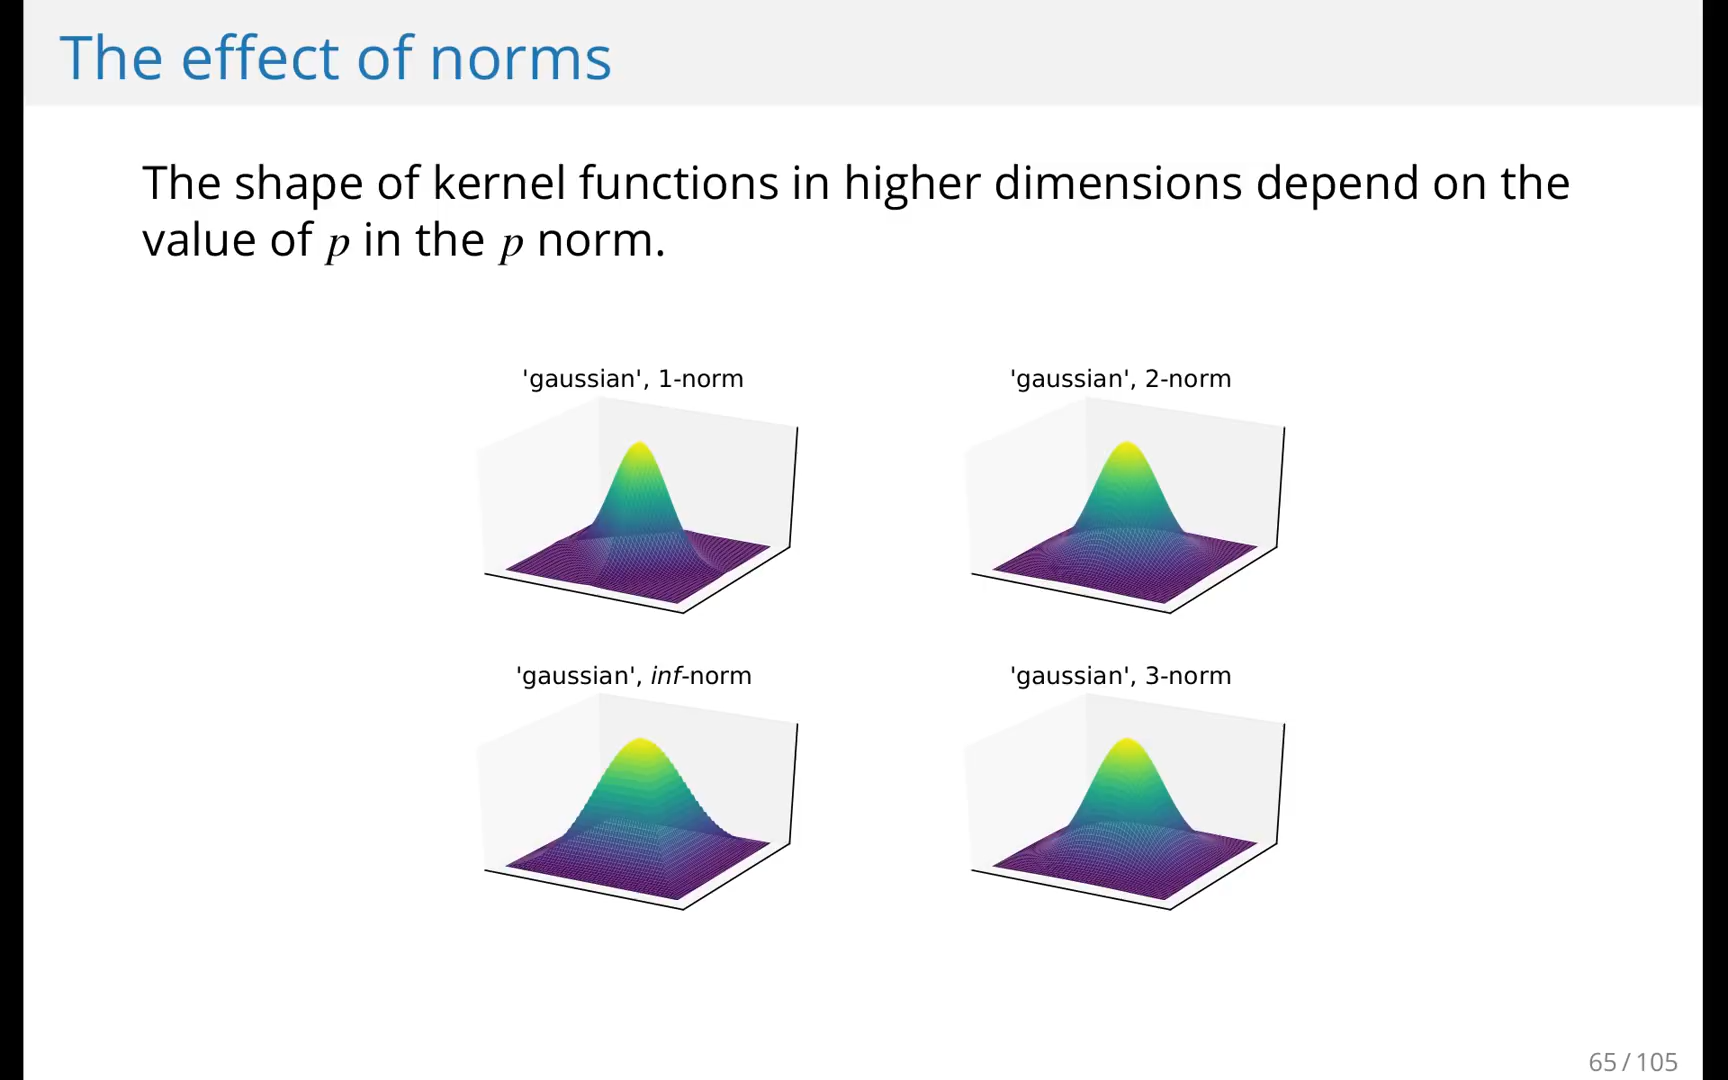 The effect of norms
The shape of kernel functions in higher dimensions depend on the
value of p in the p norm.
'gaussian', 1-norm
'gaussian', 2-norm
'gaussian', inf-norm
'gaussian', 3-norm
65 / 105